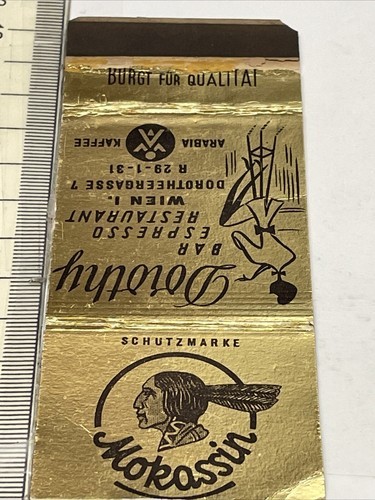 BÜRGT FÜR QUALITÄT
Dorothy
BAR
ESPRESSO
RESTAURANT
WIEN I.
DOROTHEERGASSE 7
R 29-1-31
ARABIA KAFFEE
SCHUTZMARKE
Mokassin